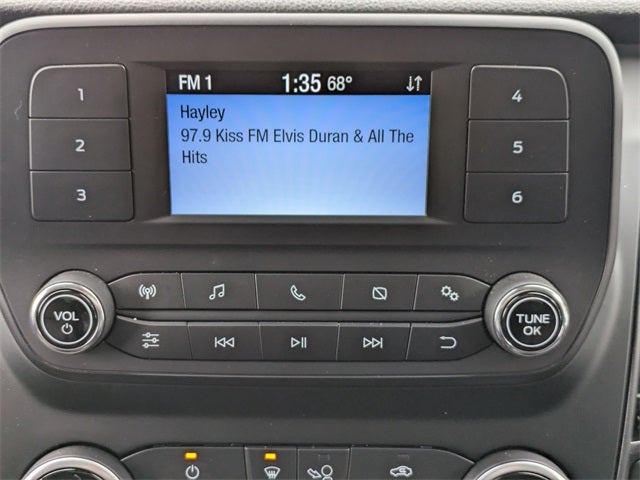 FM 1 1:35 68°
Hayley
97.9 Kiss FM Elvis Duran & All The
Hits
1
2
3
4
5
6
VOL
TUNE
OK